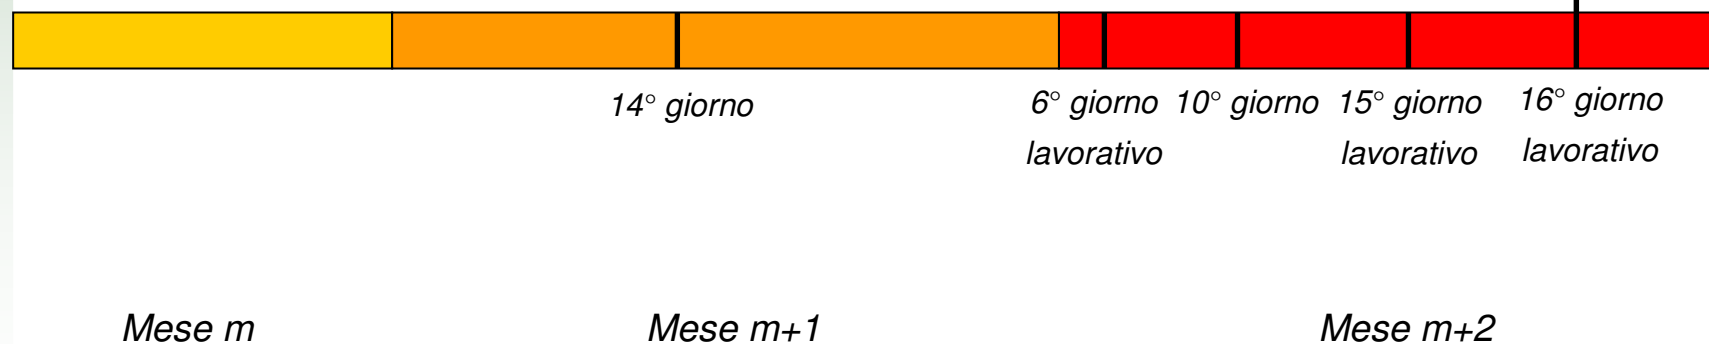 14° giorno
6° giorno
lavorativo
10° giorno
15° giorno
lavorativo
16° giorno
lavorativo
Mese m
Mese m+1
Mese m+2